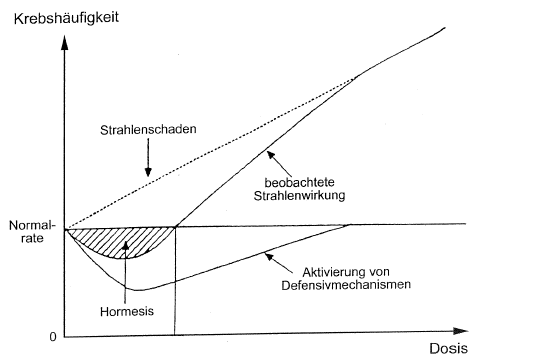 Krebshäufigkeit
Strahlenschaden
beobachtete
Strahlenwirkung
Normal-
rate
Aktivierung von
Defensivmechanismen
Hormesis
0
Dosis